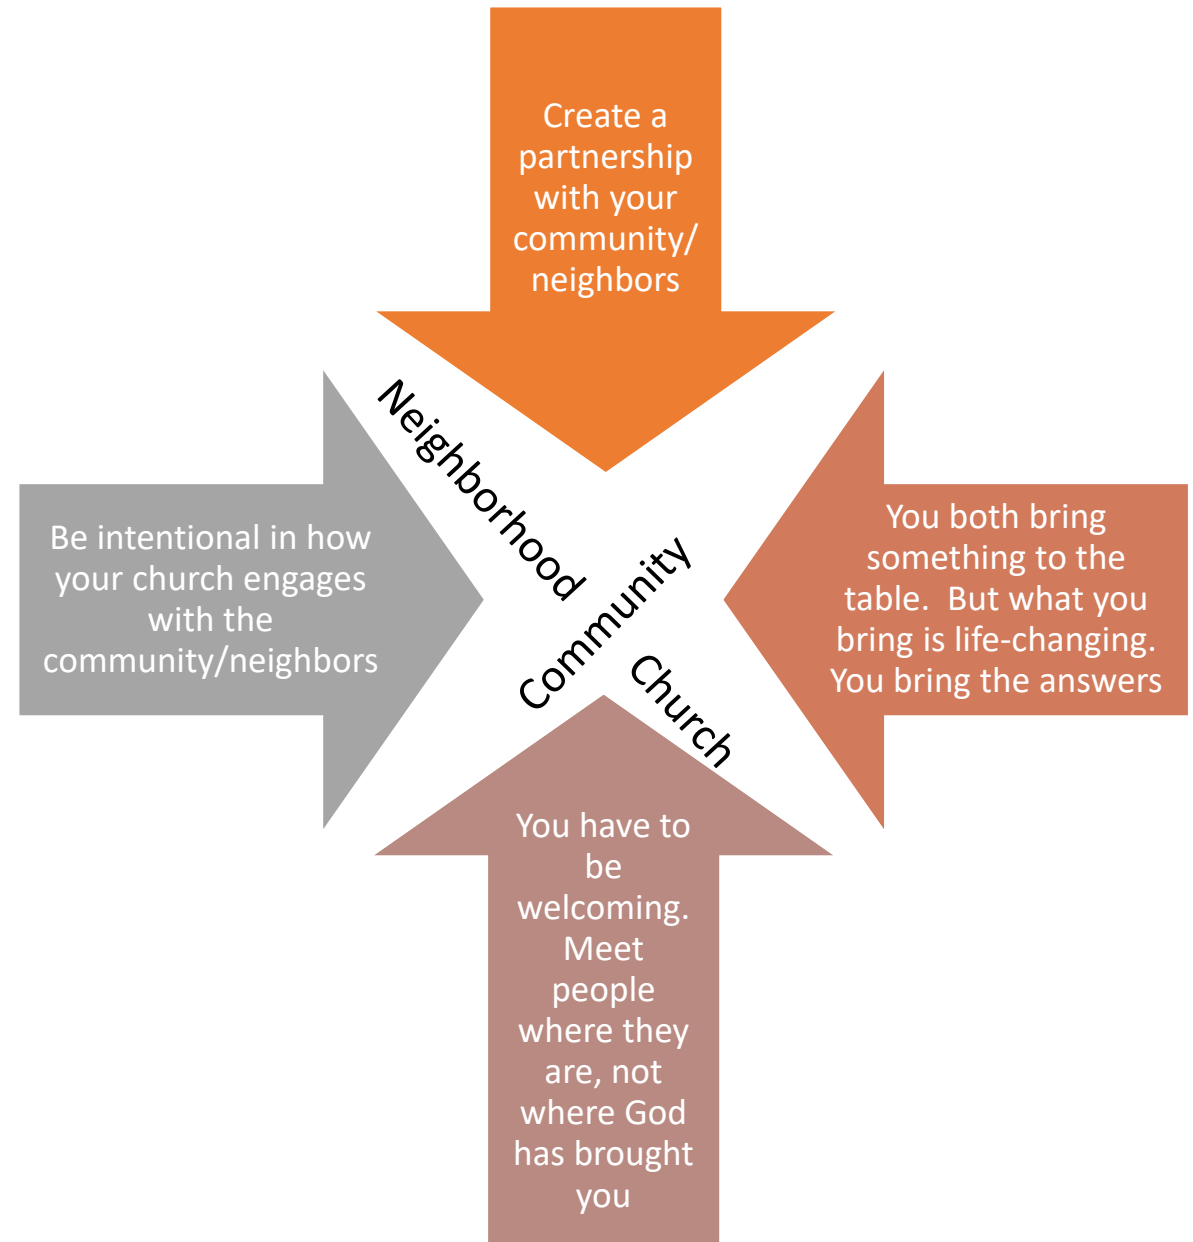 Create a
partnership
with your
community/
neighbors
Neighborhood
Community
Church
Be intentional in how
your church engages
with the
community/neighbors
You both bring
something to the
table.  But what you
bring is life-changing.
You bring the answers
You have to
be
welcoming.
Meet
people
where they
are, not
where God
has brought
you